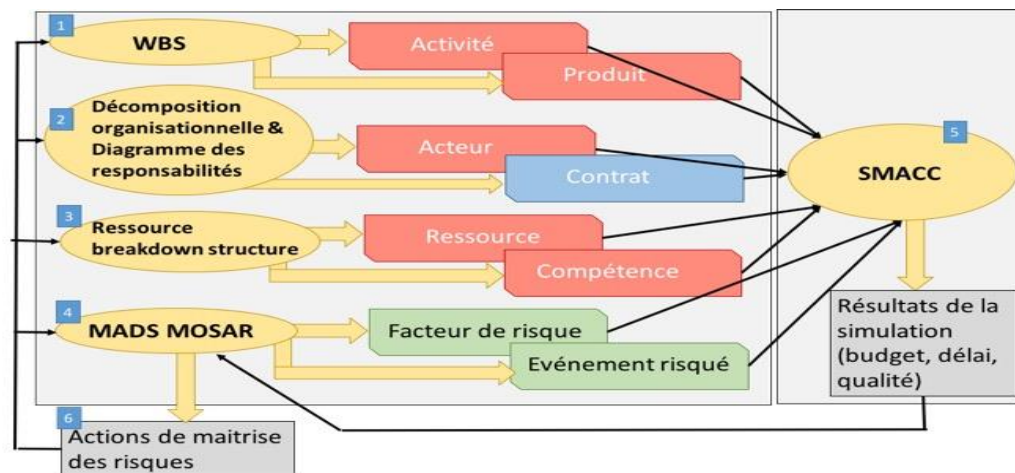 1
WBS
Activité
Produit
2
Décomposition
organisationnelle &
Diagramme des
responsabilités
Acteur
Contrat
3
Ressource
breakdown structure
Ressource
Compétence
4
MADS MOSAR
Facteur de risque
Evénement risqué
5
SMACC
Résultats de la
simulation
(budget, délai,
qualité)
6
Actions de maitrise
des risques